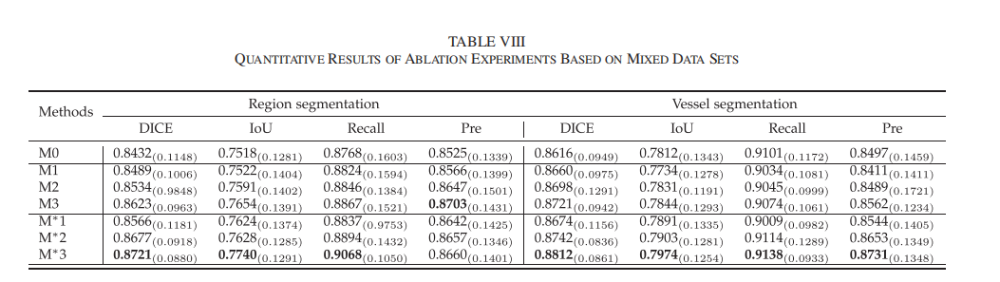 TABLE VIII
QUANTITATIVE RESULTS OF ABLATION EXPERIMENTS BASED ON MIXED DATA SETS
Methods Region segmentation Vessel segmentation
DICE IoU Recall Pre DICE IoU Recall Pre
M0 0.8432(0.1148) 0.7518(0.1281) 0.8768(0.1603) 0.8525(0.1339) 0.8616(0.0949) 0.7812(0.1343) 0.9101(0.1172) 0.8497(0.1459)
M1 0.8489(0.1006) 0.7522(0.1404) 0.8824(0.1594) 0.8566(0.1399) 0.8660(0.0975) 0.7734(0.1278) 0.9034(0.1081) 0.8411(0.1411)
M2 0.8534(0.9848) 0.7591(0.1402) 0.8846(0.1384) 0.8647(0.1501) 0.8698(0.1291) 0.7831(0.1191) 0.9045(0.0999) 0.8489(0.1721)
M3 0.8623(0.0963) 0.7654(0.1391) 0.8867(0.1521) 0.8703(0.1431) 0.8721(0.0942) 0.7844(0.1293) 0.9074(0.1061) 0.8562(0.1234)
M*1 0.8566(0.1181) 0.7624(0.1374) 0.8837(0.9753) 0.8642(0.1425) 0.8674(0.1156) 0.7891(0.1335) 0.9009(0.0982) 0.8544(0.1405)
M*2 0.8677(0.0918) 0.7628(0.1285) 0.8894(0.1432) 0.8657(0.1346) 0.8742(0.0836) 0.7903(0.1281) 0.9114(0.1289) 0.8653(0.1349)
M*3 0.8721(0.0880) 0.7740(0.1291) 0.9068(0.1050) 0.8660(0.1401) 0.8812(0.0861) 0.7974(0.1254) 0.9138(0.0933) 0.8731(0.1348)